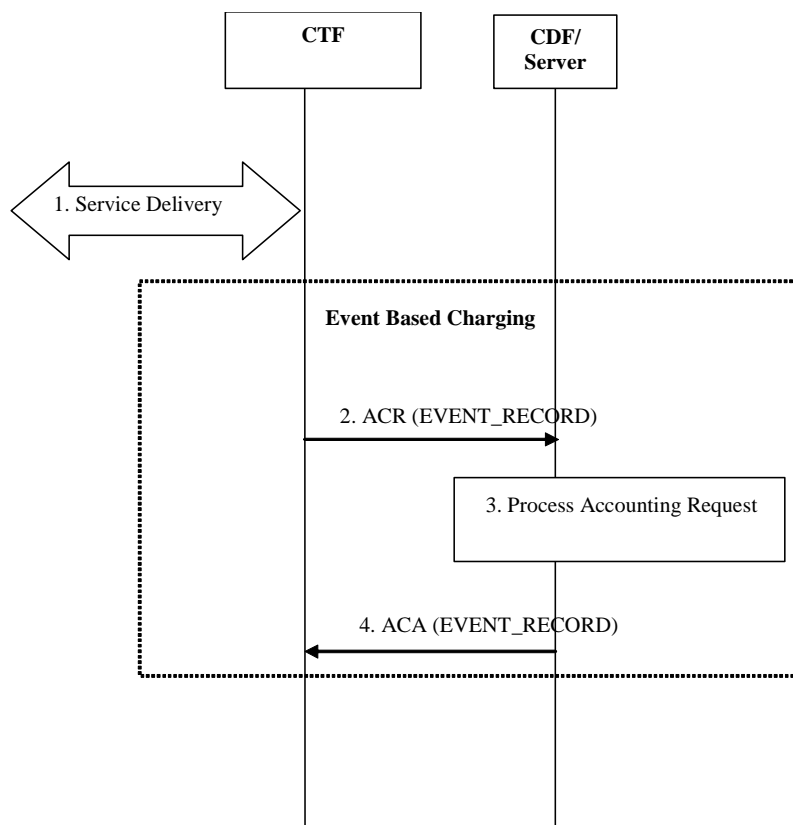 CTF
CDF/
Server
1. Service Delivery
Event Based Charging
2. ACR (EVENT_RECORD)
3. Process Accounting Request
4. ACA (EVENT_RECORD)